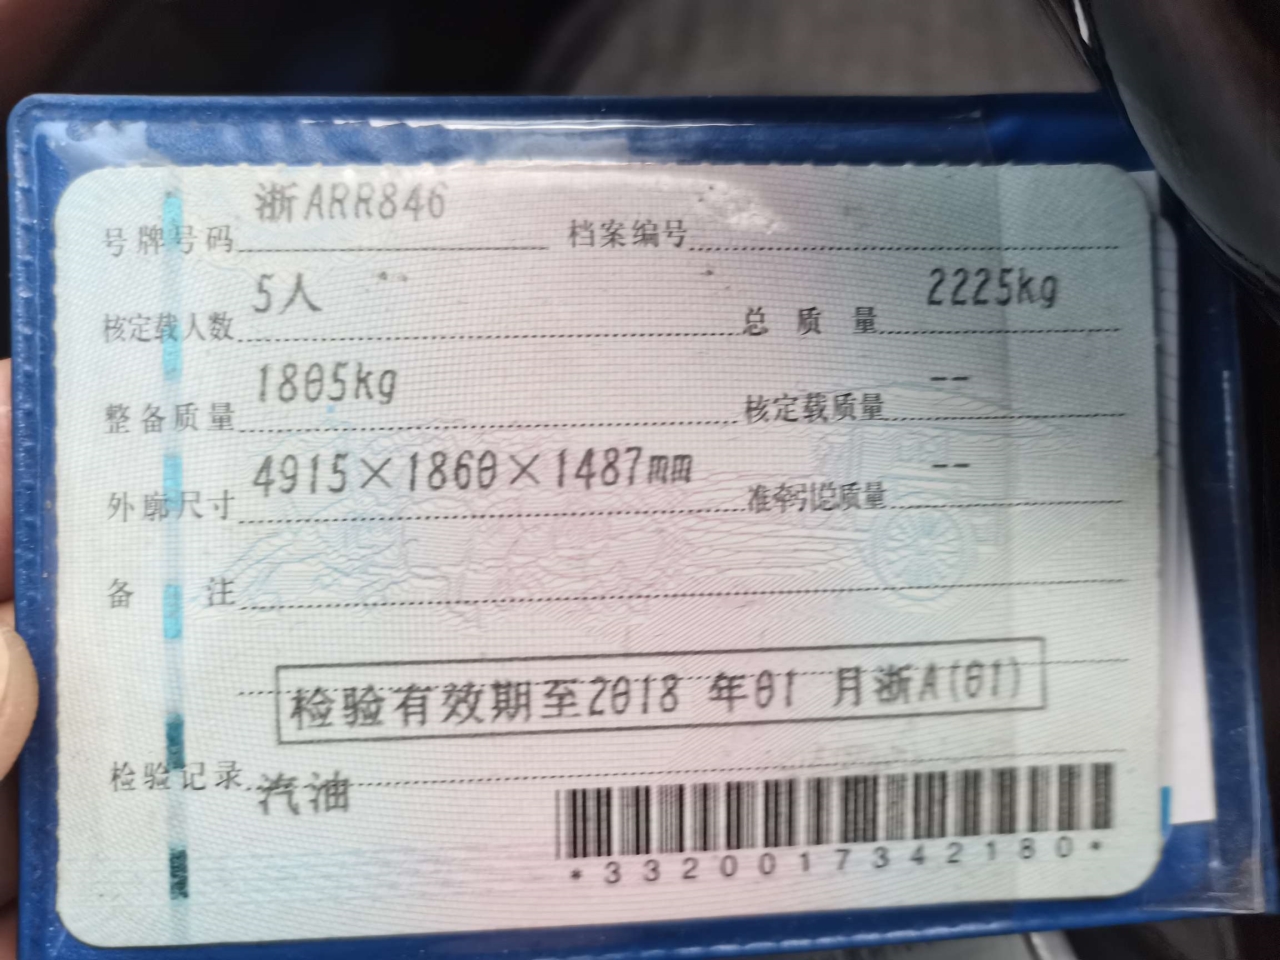 号牌号码 浙ARR846 档案编号
核定载人数 5人 总质量 2225kg
整备质量 1805kg 核定载质量 --
外廓尺寸 4915×1860×1487mm 准牵引总质量 --
备注
检验有效期至2018 年01 月浙A(01)
检验记录 汽油
*3320017342180*